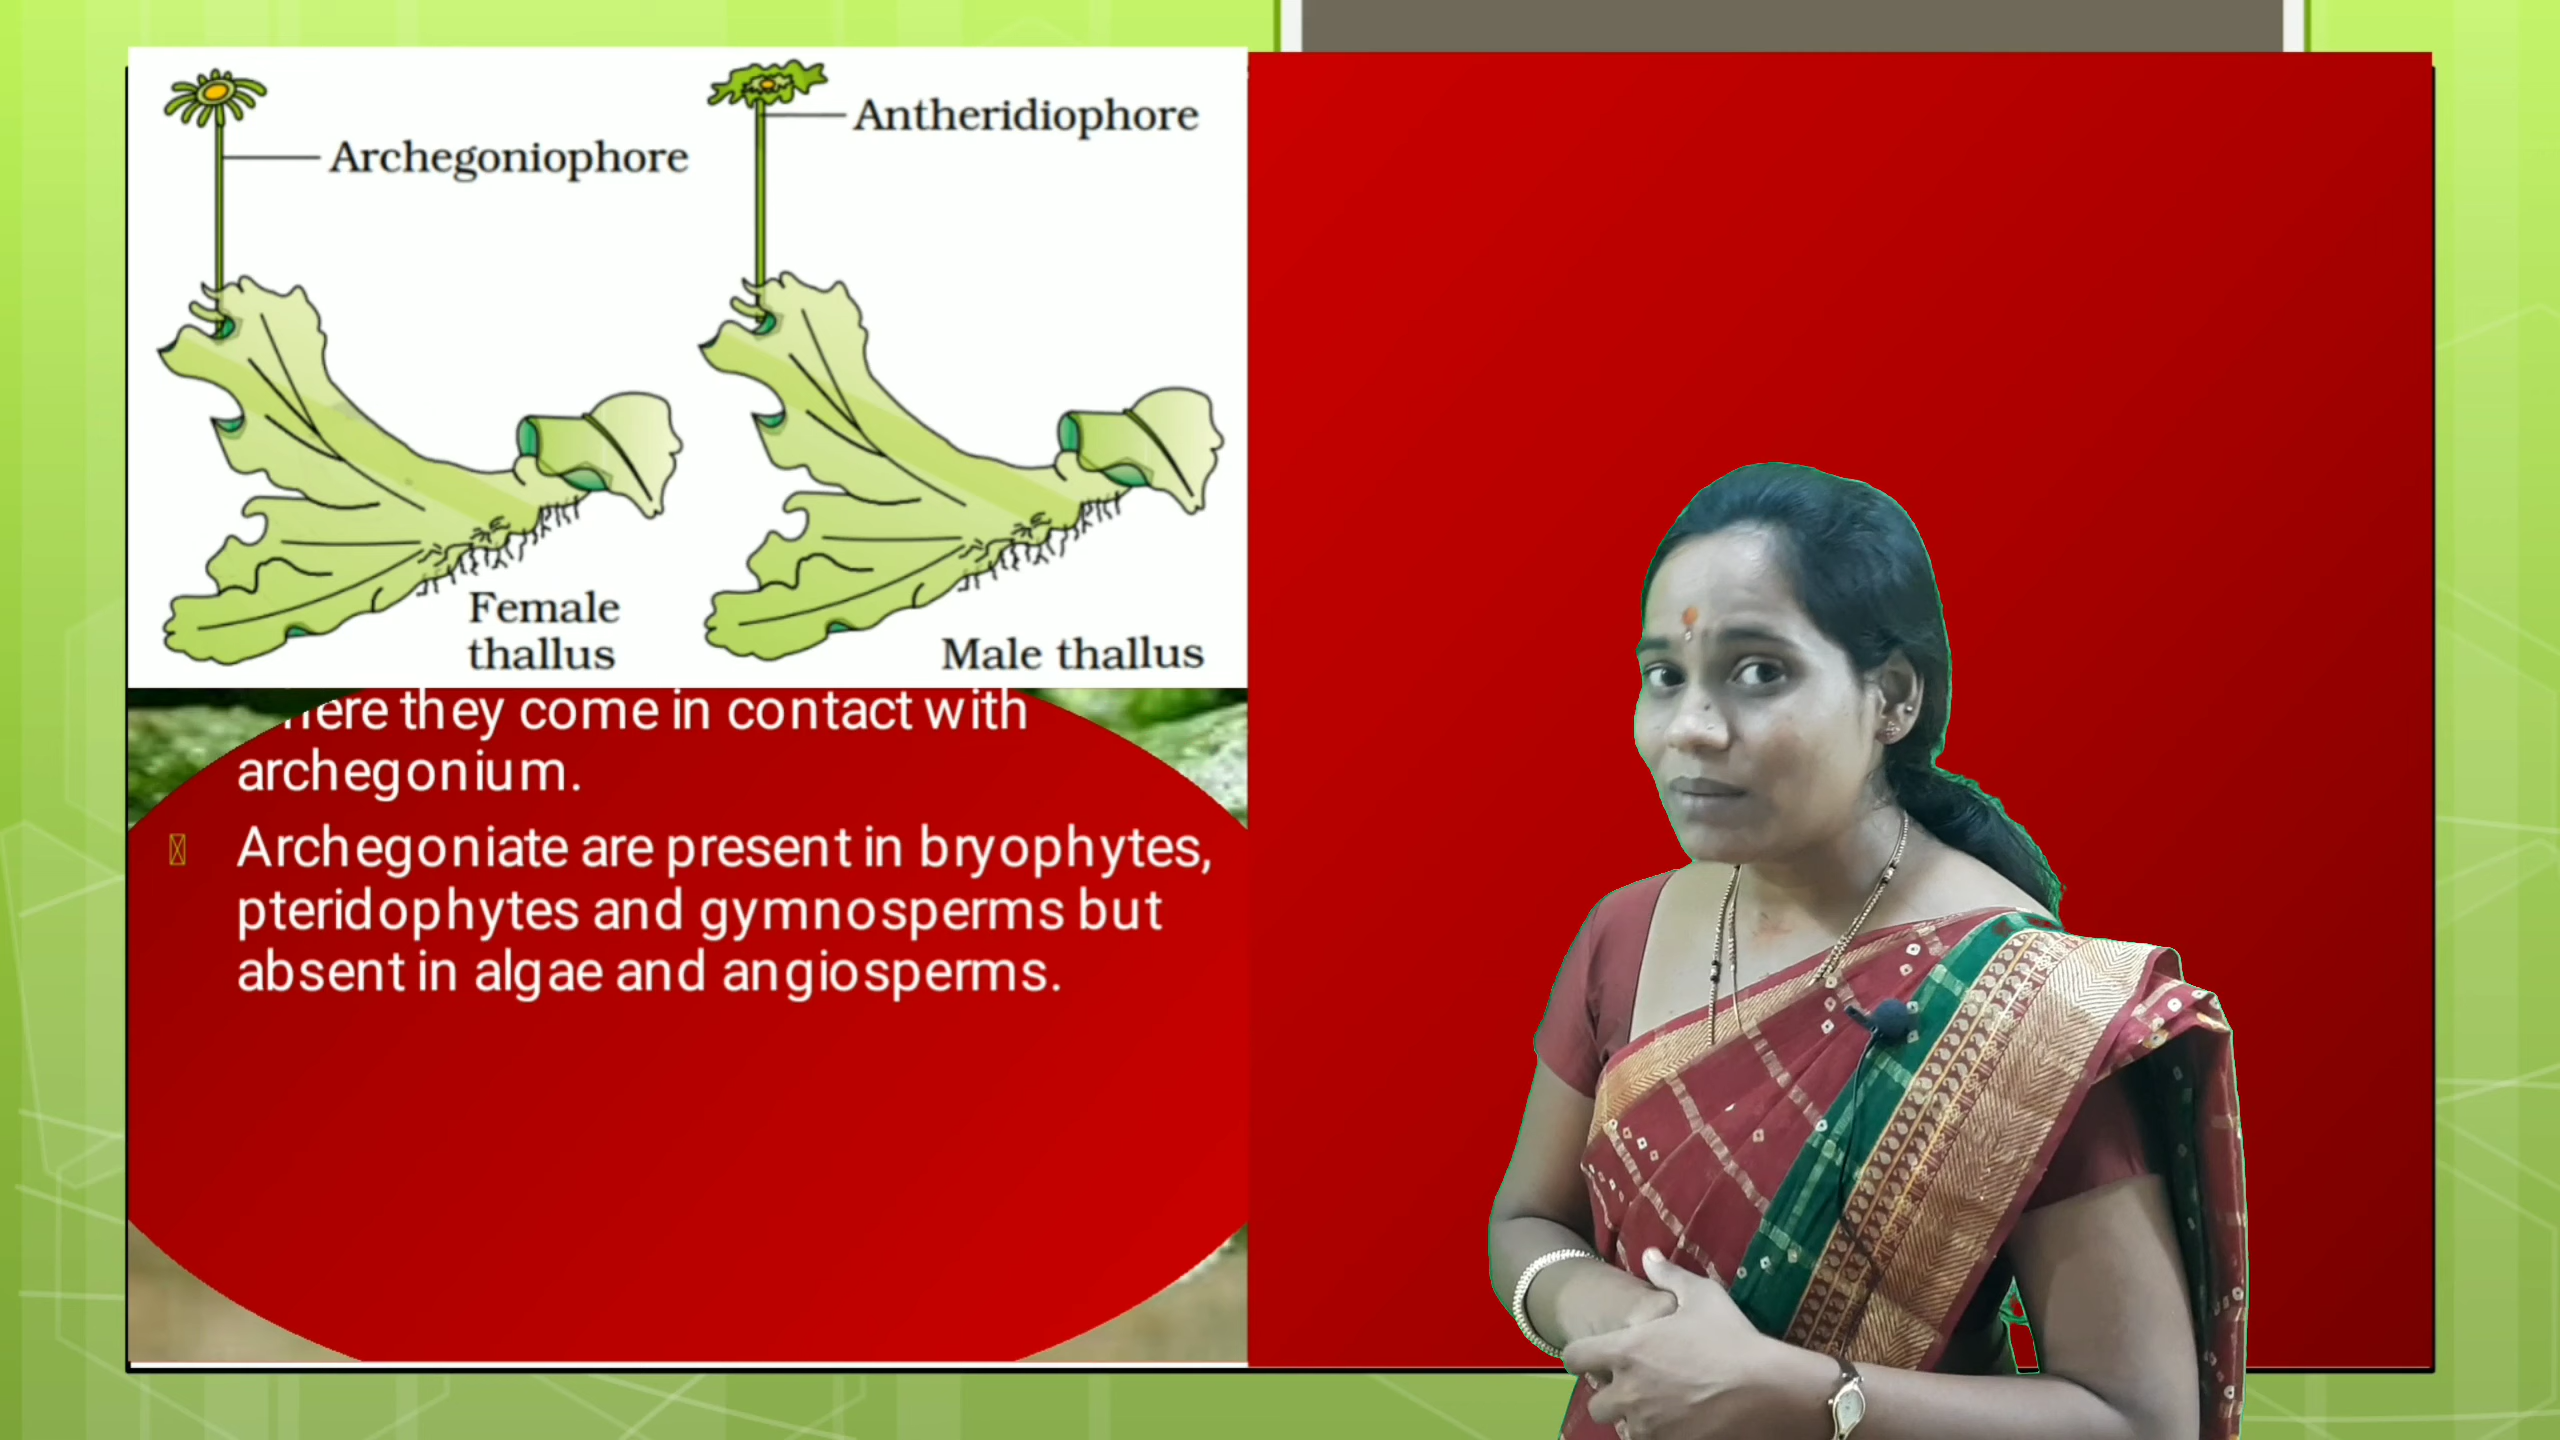 Antheridiophore
Archegoniophore
Female
thallus
Male thallus
they come in contact with
archegonium.
Archegoniate are present in bryophytes,
pteridophytes and gymnosperms but
absent in algae and angiosperms.